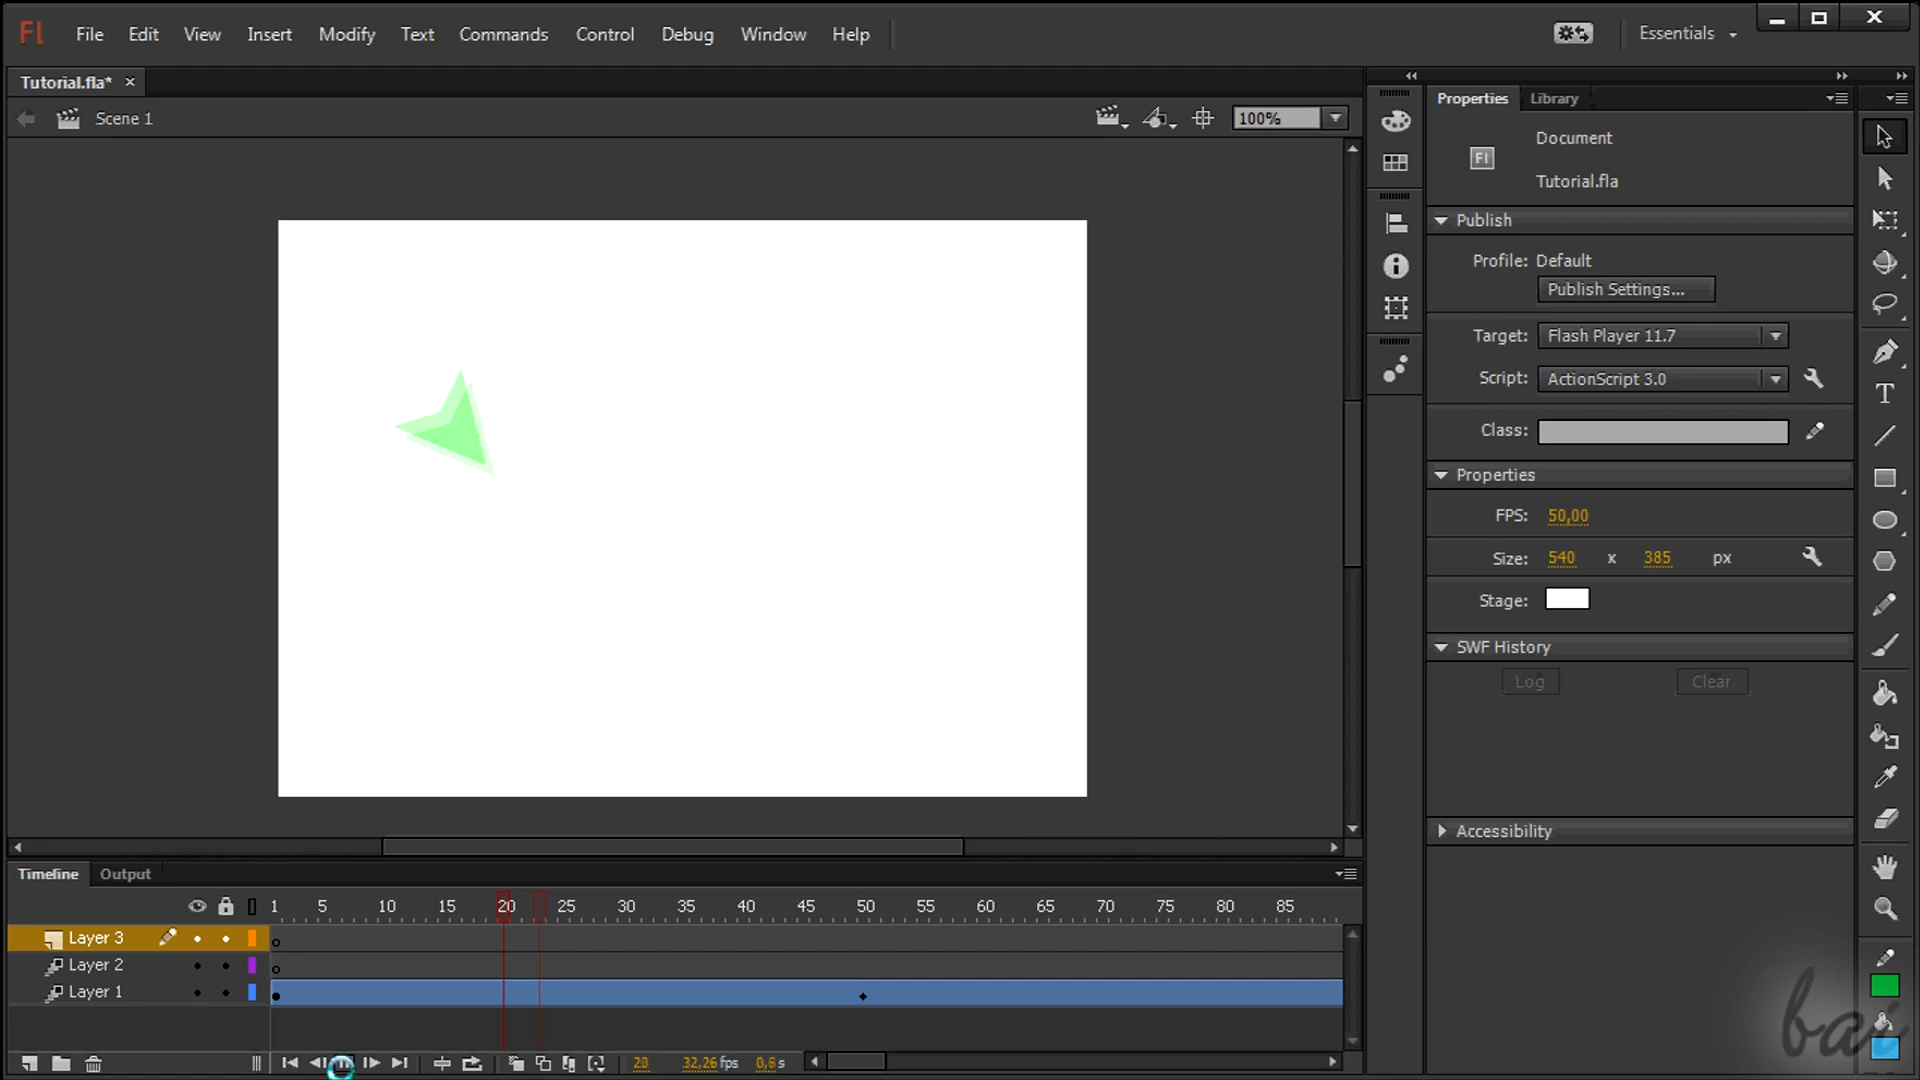 Fl File Edit View Insert Modify Text Commands Control Debug Window Help Essentials
Tutorial.fla* ×
Scene 1 100%
Properties Library
Document
Fl
Tutorial.fla
Publish
Profile: Default
Publish Settings...
Target: Flash Player 11.7
Script: ActionScript 3.0
Class:
Properties
FPS: 50,00
Size: 540 x 385 px
Stage:
SWF History
Log Clear
Accessibility
Timeline Output
1 5 10 15 20 25 30 35 40 45 50 55 60 65 70 75 80 85
Layer 3
Layer 2
Layer 1
20 32,26 fps 0,6 s
bai